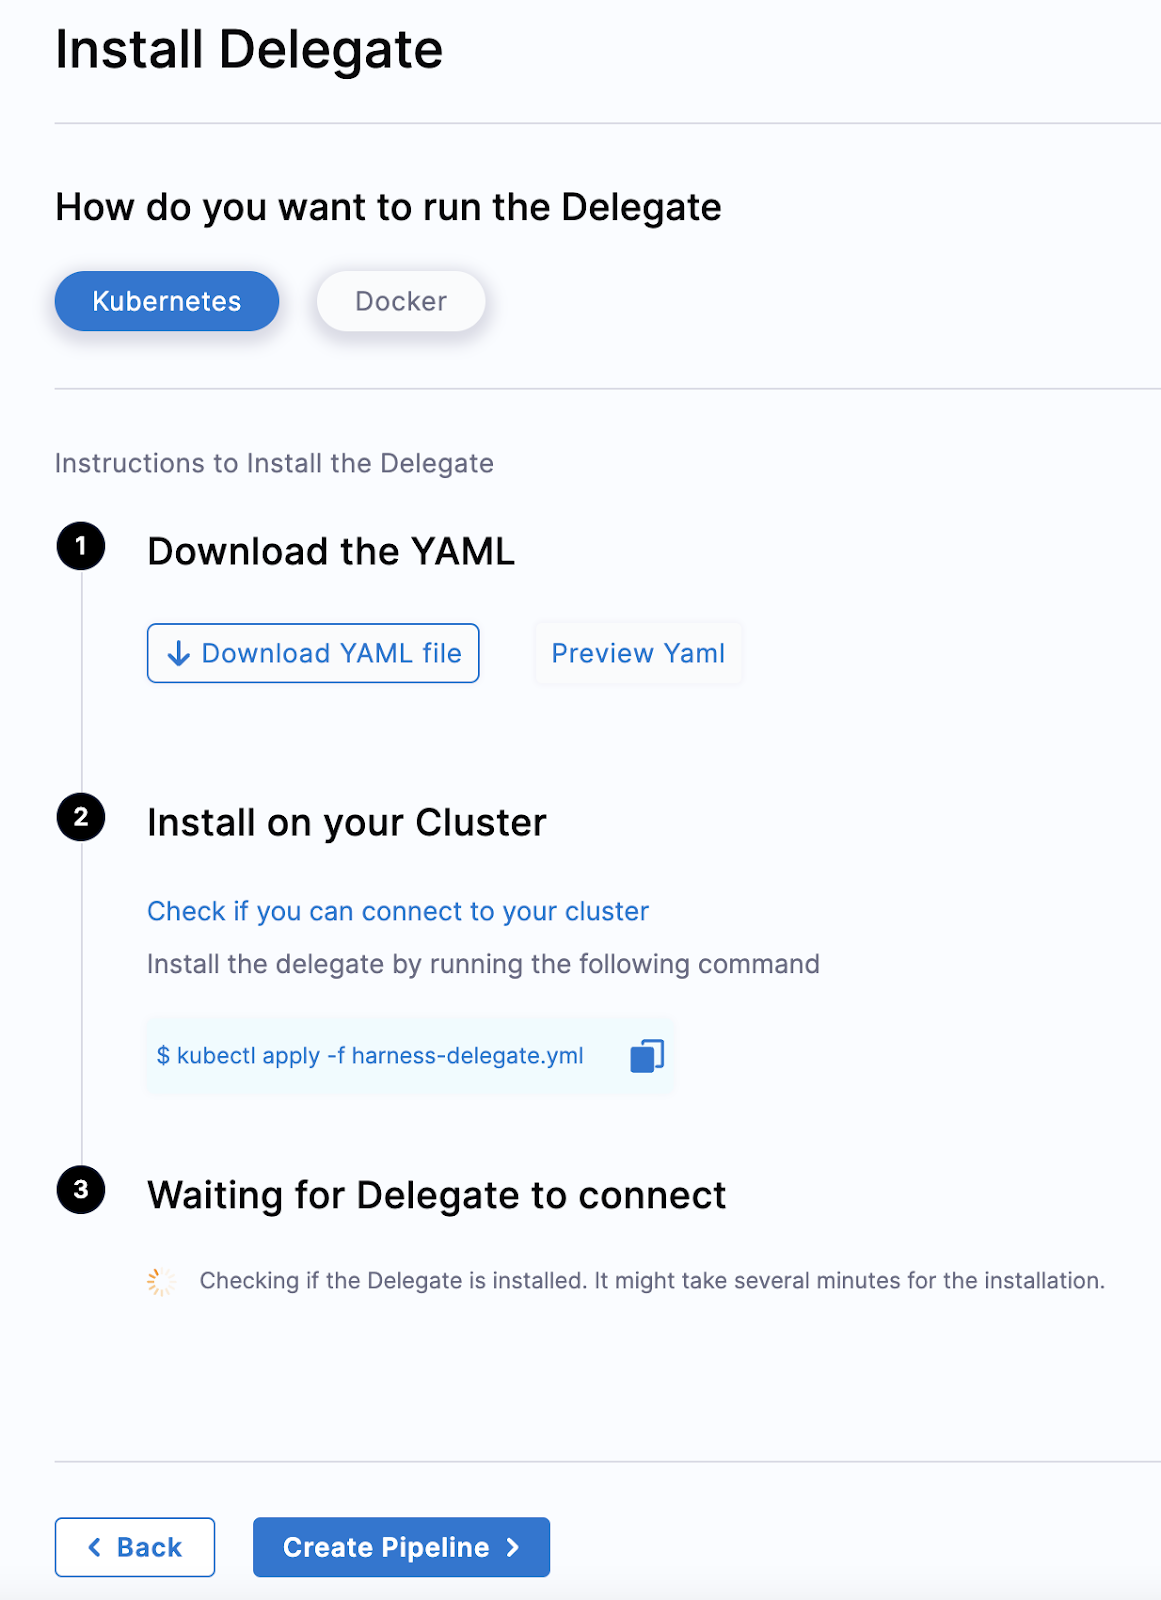 Install Delegate
How do you want to run the Delegate
Kubernetes Docker
Instructions to Install the Delegate
1 Download the YAML
Download YAML file Preview Yaml
2 Install on your Cluster
Check if you can connect to your cluster
Install the delegate by running the following command
$ kubectl apply -f harness-delegate.yml
3 Waiting for Delegate to connect
Checking if the Delegate is installed. It might take several minutes for the installation.
Back Create Pipeline